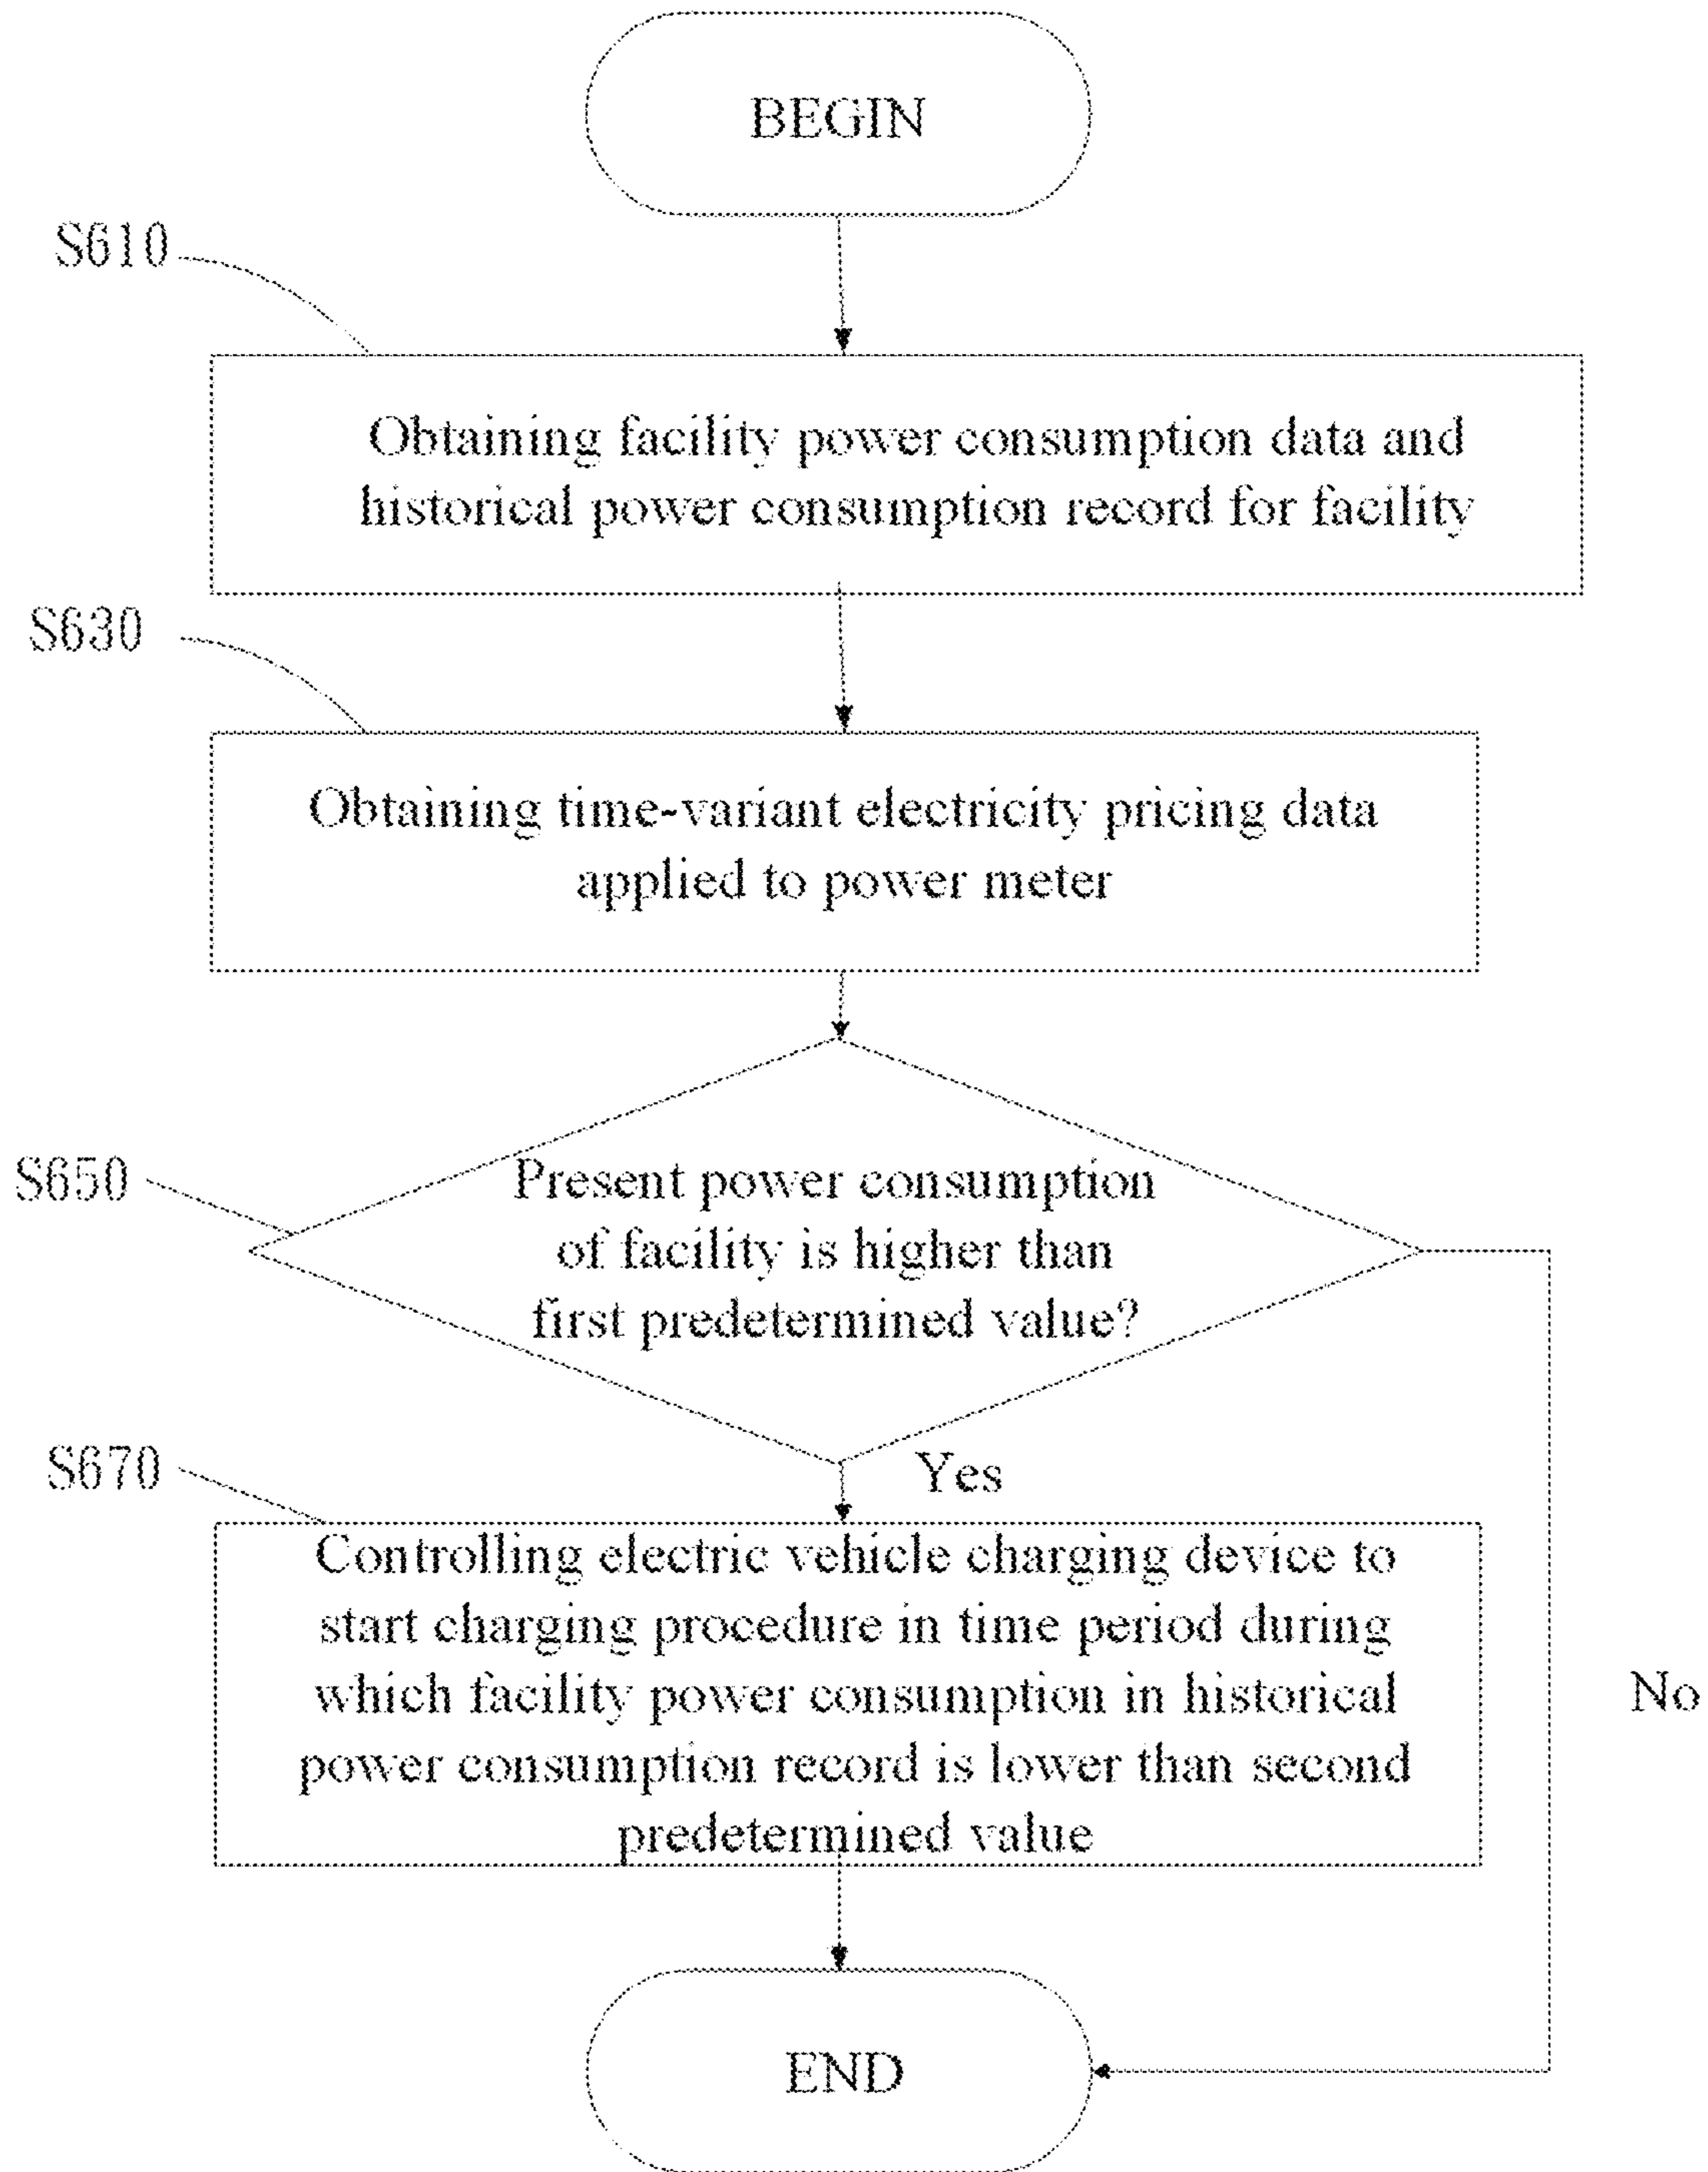 BEGIN
S610
Obtaining facility power consumption data and
historical power consumption record for facility
S630
Obtaining time-variant electricity pricing data
applied to power meter
S650
Present power consumption
of facility is higher than
first predetermined value?
S670
Yes
Controlling electric vehicle charging device to
start charging procedure in time period during
which facility power consumption in historical
power consumption record is lower than second
predetermined value
No
END